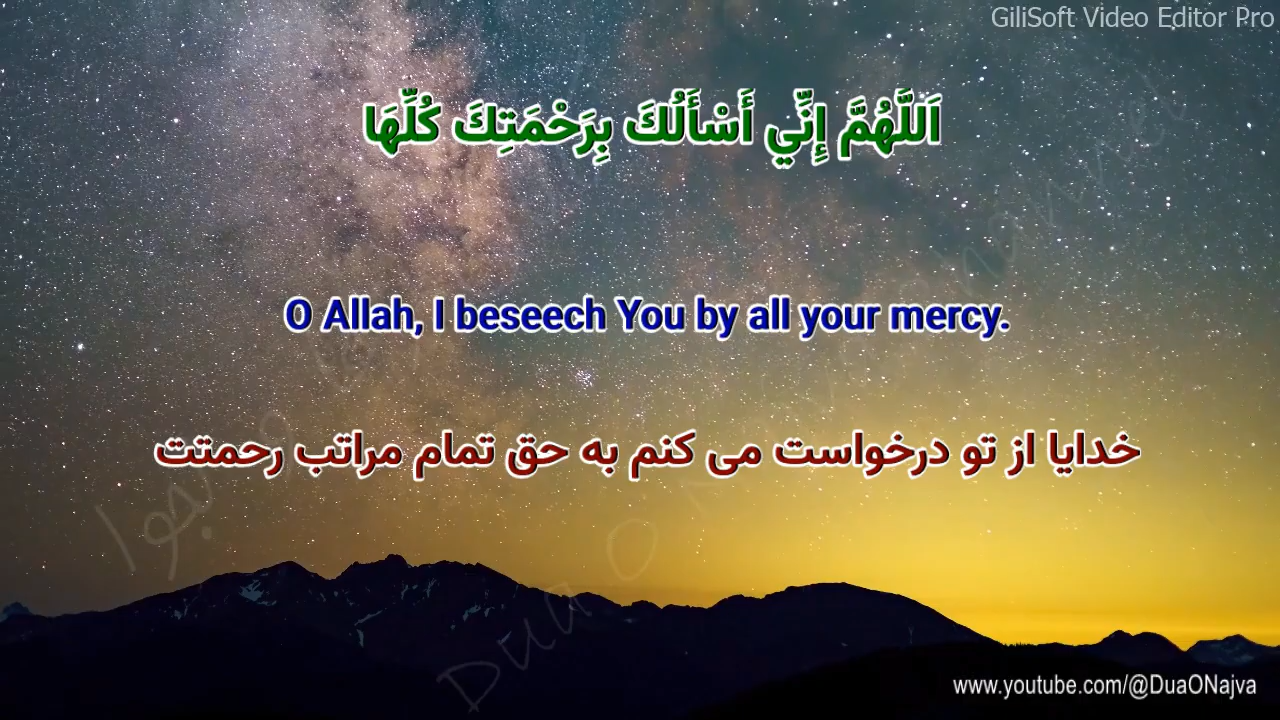 GiliSoft Video Editor Pro
اَللَّهُمَّ إِنِّي أَسْأَلُكَ بِرَحْمَتِكَ كُلِّهَا
O Allah, I beseech You by all your mercy.
خدایا از تو درخواست می کنم به حق تمام مراتب رحمتت
www.youtube.com/@DuaONajva